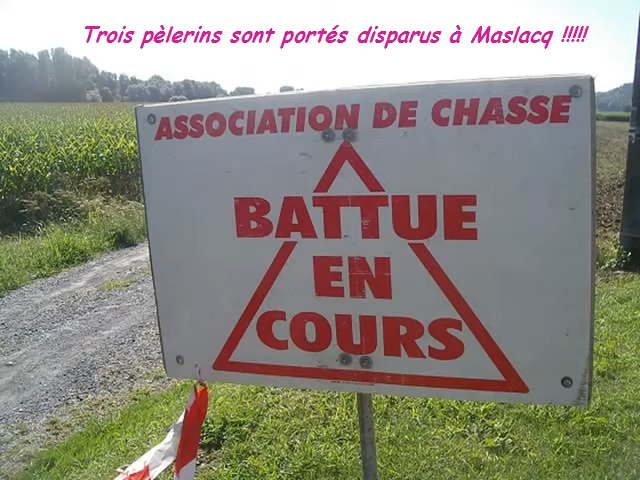 Trois pèlerins sont portés disparus à Maslacq !!!!!
ASSOCIATION DE CHASSE
BATTUE
EN
COURS